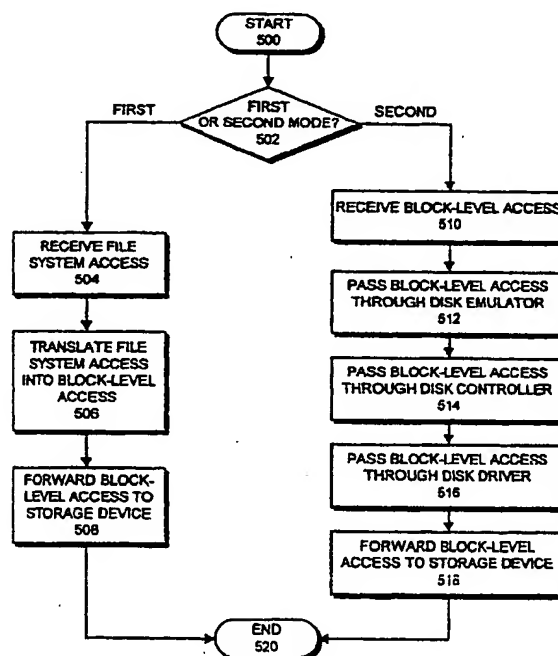 START
500
FIRST
OR SECOND MODE?
502
FIRST
SECOND
RECEIVE FILE
SYSTEM ACCESS
504
TRANSLATE FILE
SYSTEM ACCESS
INTO BLOCK-LEVEL
ACCESS
506
FORWARD BLOCK-
LEVEL ACCESS TO
STORAGE DEVICE
508
RECEIVE BLOCK-LEVEL ACCESS
510
PASS BLOCK-LEVEL ACCESS
THROUGH DISK EMULATOR
512
PASS BLOCK-LEVEL ACCESS
THROUGH DISK CONTROLLER
514
PASS BLOCK-LEVEL ACCESS
THROUGH DISK DRIVER
516
FORWARD BLOCK-LEVEL
ACCESS TO STORAGE DEVICE
518
END
520